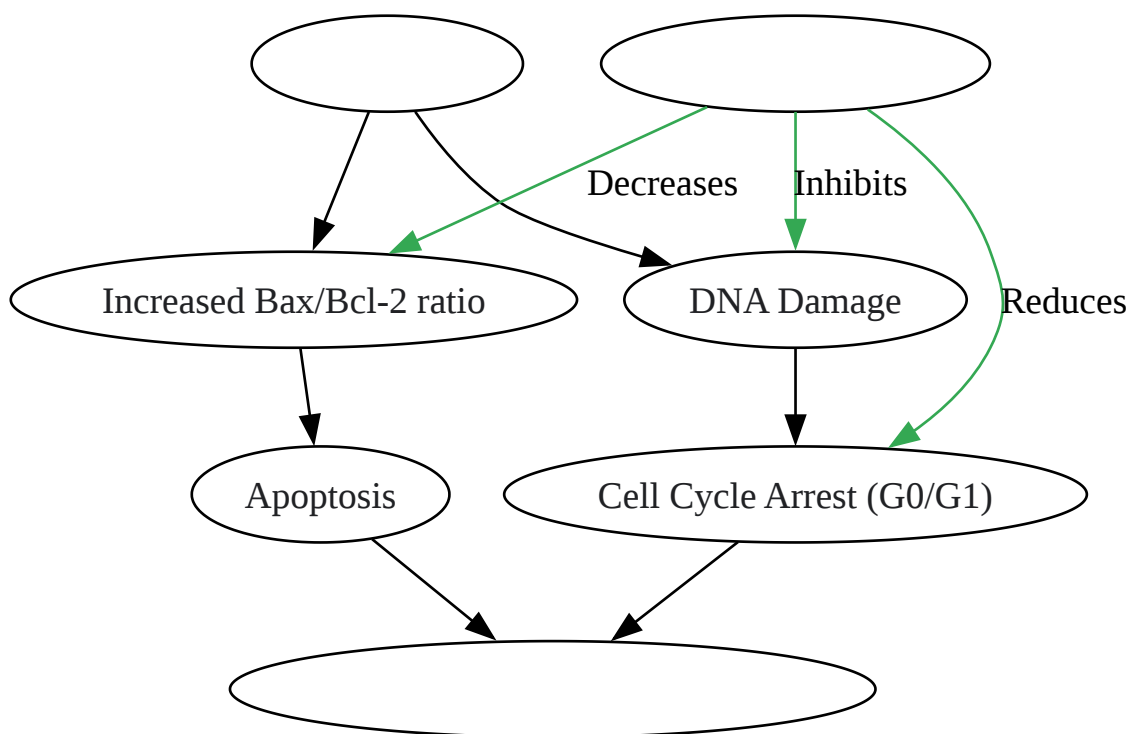 Decreases
Inhibits
Increased Bax/Bcl-2 ratio
DNA Damage
Reduces
Apoptosis
Cell Cycle Arrest (G0/G1)